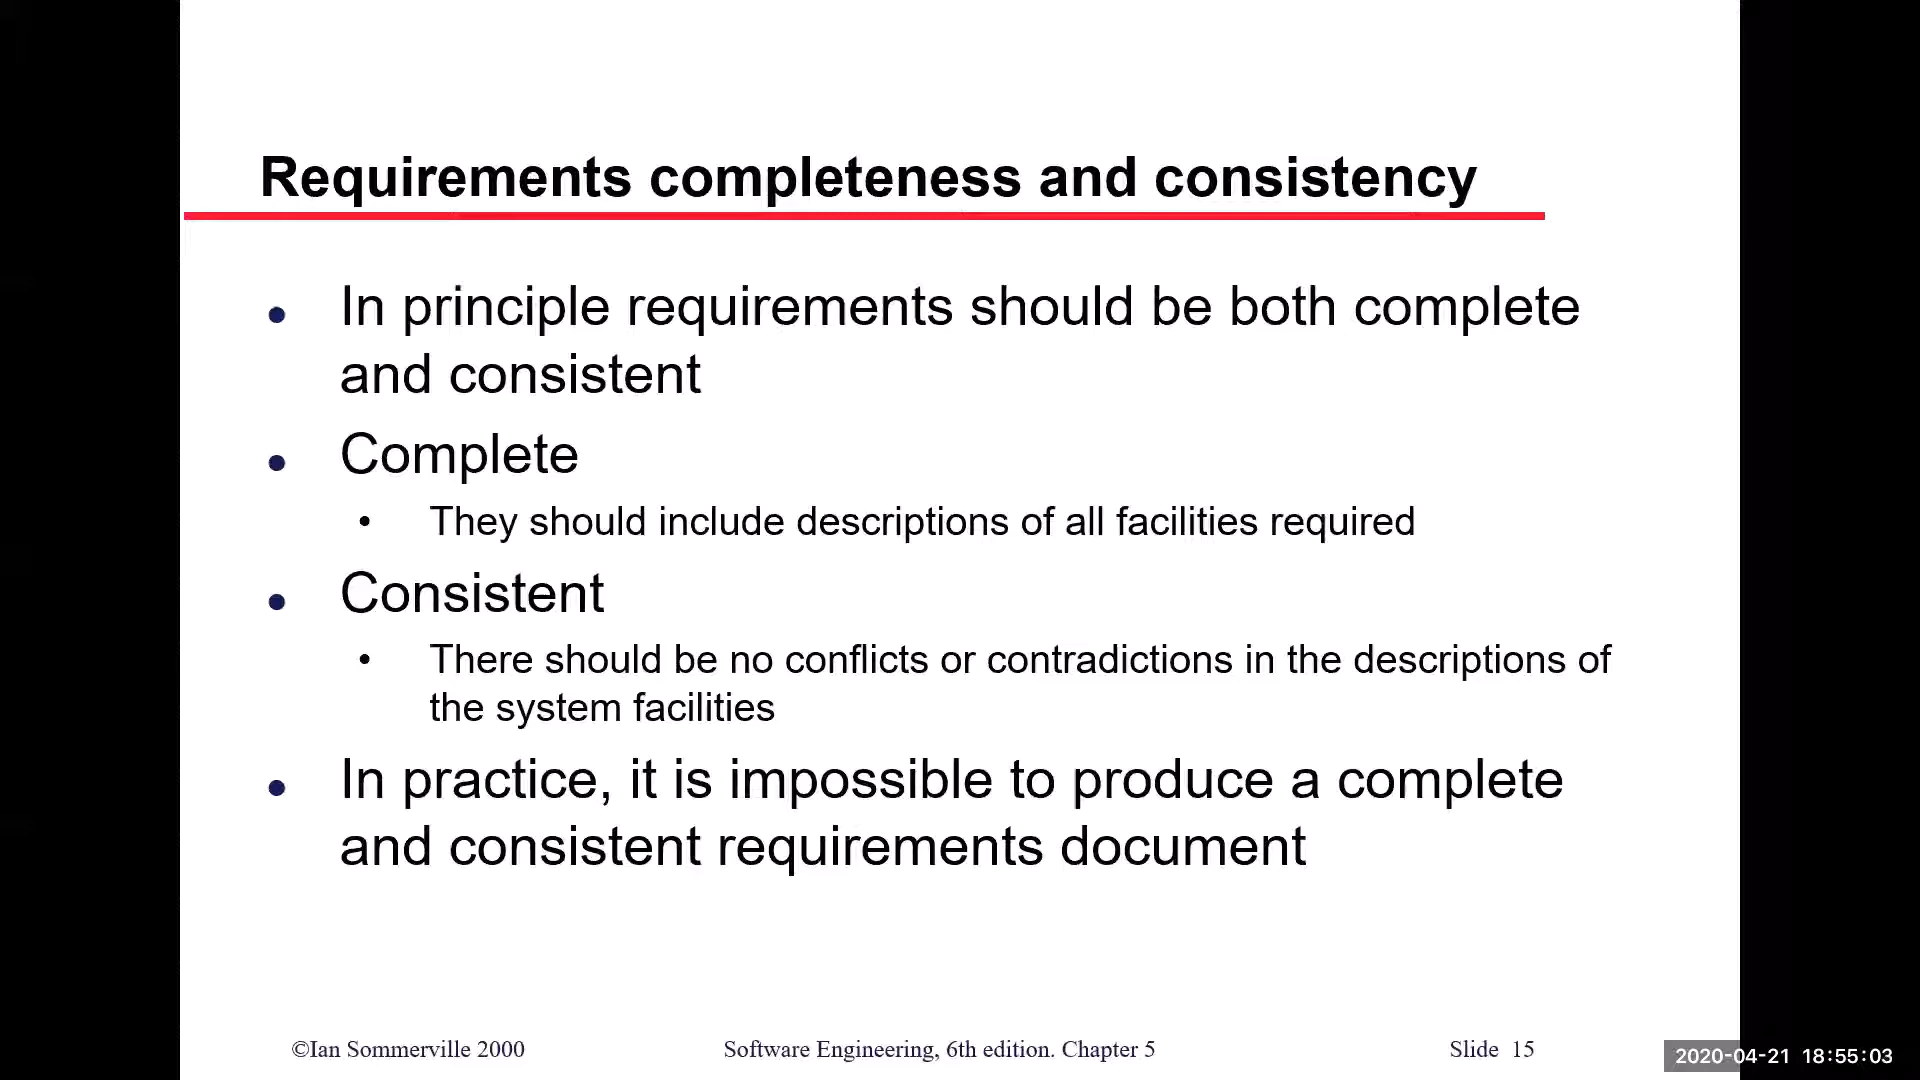 Requirements completeness and consistency
• In principle requirements should be both complete
and consistent
• Complete
• They should include descriptions of all facilities required
• Consistent
• There should be no conflicts or contradictions in the descriptions of
the system facilities
• In practice, it is impossible to produce a complete
and consistent requirements document
©Ian Sommerville 2000 Software Engineering, 6th edition. Chapter 5 Slide 15
2020-04-21 18:55:03